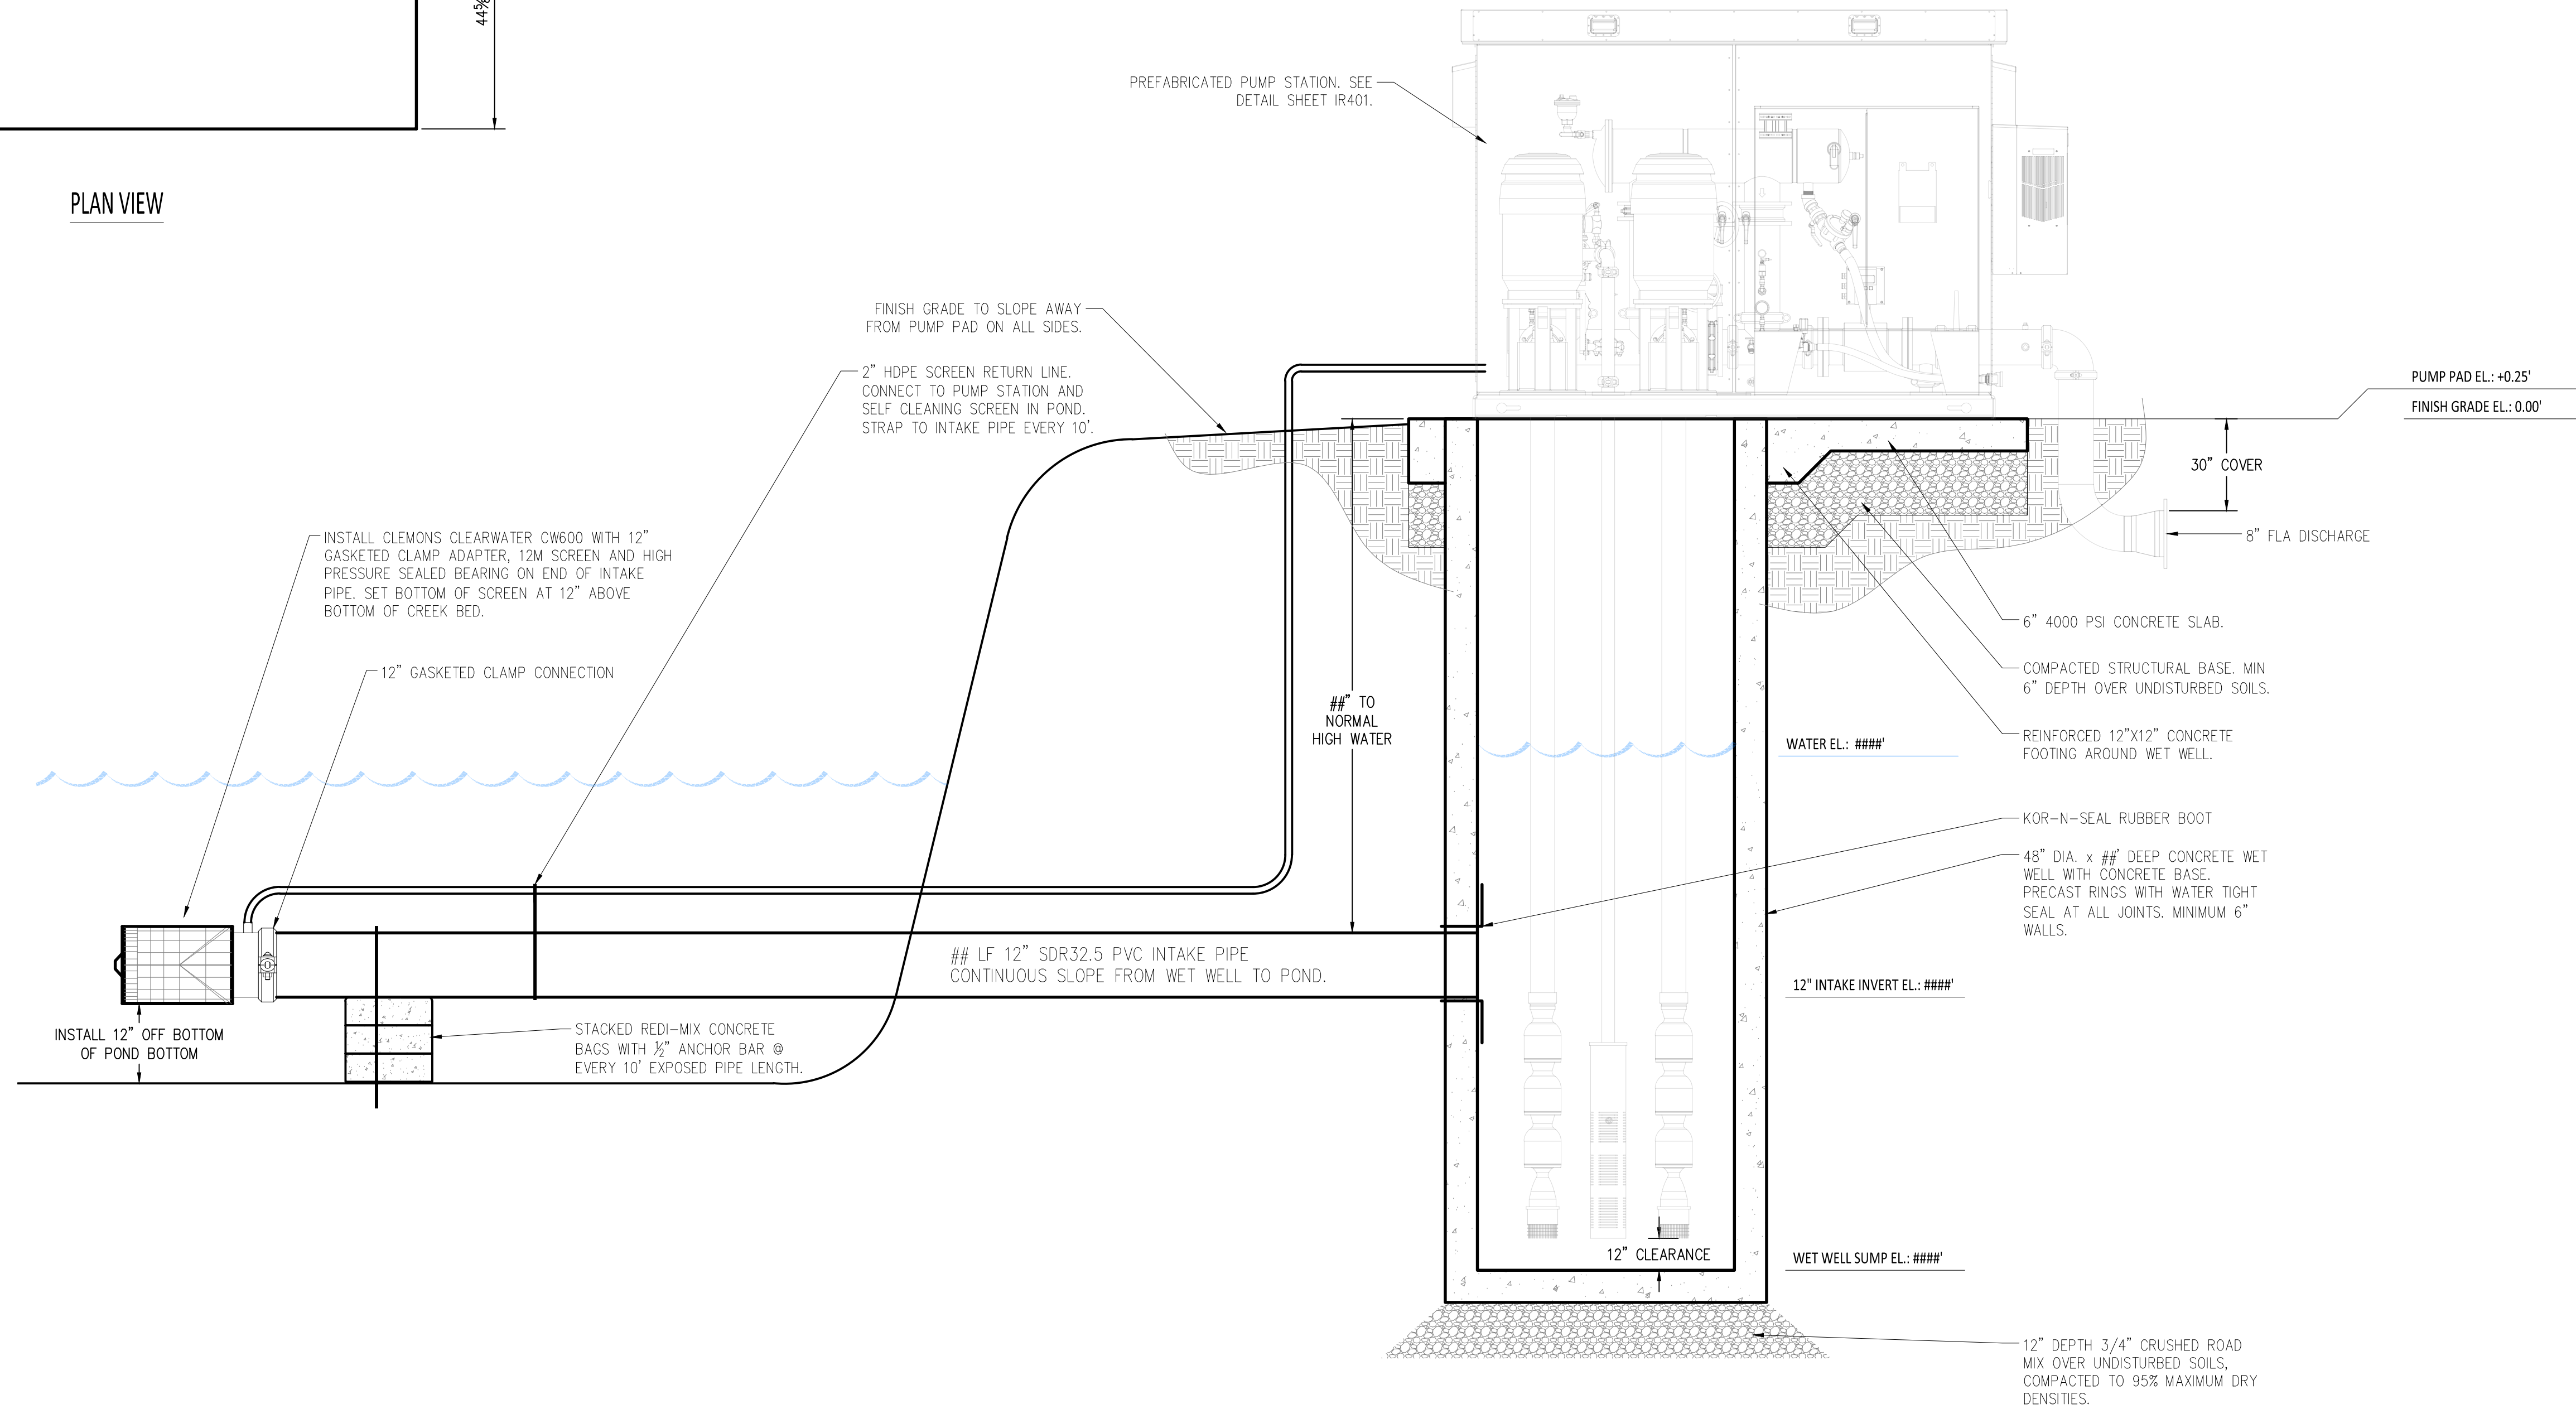 44⅝
PLAN VIEW
PREFABRICATED PUMP STATION. SEE
DETAIL SHEET IR401.
FINISH GRADE TO SLOPE AWAY
FROM PUMP PAD ON ALL SIDES.
2" HDPE SCREEN RETURN LINE.
CONNECT TO PUMP STATION AND
SELF CLEANING SCREEN IN POND.
STRAP TO INTAKE PIPE EVERY 10'.
PUMP PAD EL.: +0.25'
FINISH GRADE EL.: 0.00'
30" COVER
8" FLA DISCHARGE
INSTALL CLEMONS CLEARWATER CW600 WITH 12"
GASKETED CLAMP ADAPTER, 12M SCREEN AND HIGH
PRESSURE SEALED BEARING ON END OF INTAKE
PIPE. SET BOTTOM OF SCREEN AT 12" ABOVE
BOTTOM OF CREEK BED.
12" GASKETED CLAMP CONNECTION
6" 4000 PSI CONCRETE SLAB.
COMPACTED STRUCTURAL BASE. MIN
6" DEPTH OVER UNDISTURBED SOILS.
##" TO
NORMAL
HIGH WATER
WATER EL.: ####'
REINFORCED 12"X12" CONCRETE
FOOTING AROUND WET WELL.
KOR-N-SEAL RUBBER BOOT
48" DIA. x ##' DEEP CONCRETE WET
WELL WITH CONCRETE BASE.
PRECAST RINGS WITH WATER TIGHT
SEAL AT ALL JOINTS. MINIMUM 6"
WALLS.
## LF 12" SDR32.5 PVC INTAKE PIPE
CONTINUOUS SLOPE FROM WET WELL TO POND.
12" INTAKE INVERT EL.: ####'
INSTALL 12" OFF BOTTOM
OF POND BOTTOM
STACKED REDI-MIX CONCRETE
BAGS WITH ½" ANCHOR BAR @
EVERY 10' EXPOSED PIPE LENGTH.
12" CLEARANCE
WET WELL SUMP EL.: ####'
12" DEPTH 3/4" CRUSHED ROAD
MIX OVER UNDISTURBED SOILS,
COMPACTED TO 95% MAXIMUM DRY
DENSITIES.